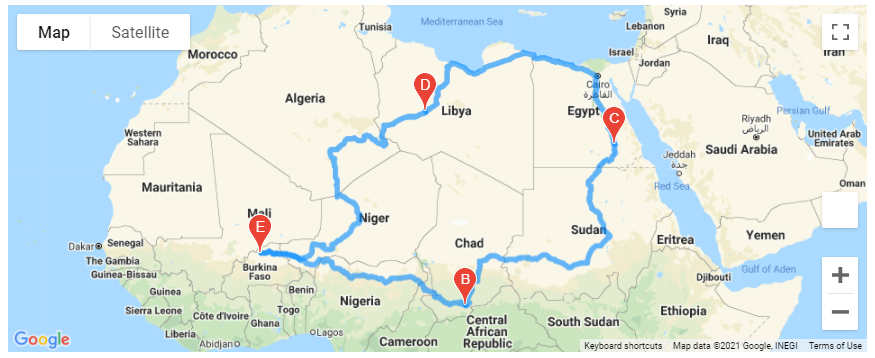 Map
Satellite
Mediterranean Sea
Syria
Lebanon
Tunisia
Iraq
Israel
Iran
Morocco
Jordan
Cairo
القاهرة
D
Algeria
Libya
Egypt
Persian Gulf
C
Riyadh
الرياض
Western
Sahara
United Arab
Emirates
Saudi Arabia
Jeddah
جدة
Mauritania
Red Sea
Oman
Mali
Niger
E
Sudan
Dakar
Senegal
Chad
Eritrea
Yemen
The Gambia
Guinea-Bissau
Burkina
Faso
B
Djibouti
Gulf of Aden
Guinea
Benin
Nigeria
Sierra Leone
Côte d'Ivoire
Togo
Ghana
Central
African
Republic
South Sudan
Ethiopia
Liberia
Lagos
Abidjan
Cameroon
Google
Keyboard shortcuts
Map data ©2021 Google, INEGI
Terms of Use